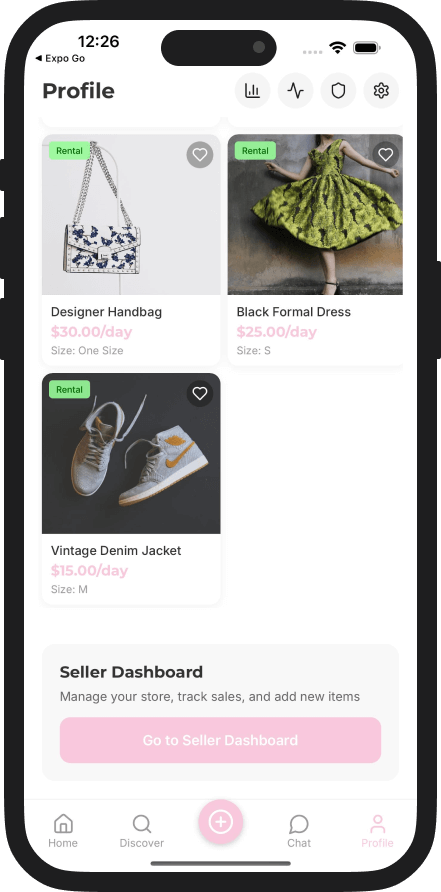 12:26
◀ Expo Go
Profile
Rental
Rental
Designer Handbag
$30.00/day
Size: One Size
Black Formal Dress
$25.00/day
Size: S
Rental
Vintage Denim Jacket
$15.00/day
Size: M
Seller Dashboard
Manage your store, track sales, and add new items
Go to Seller Dashboard
Home
Discover
Chat
Profile